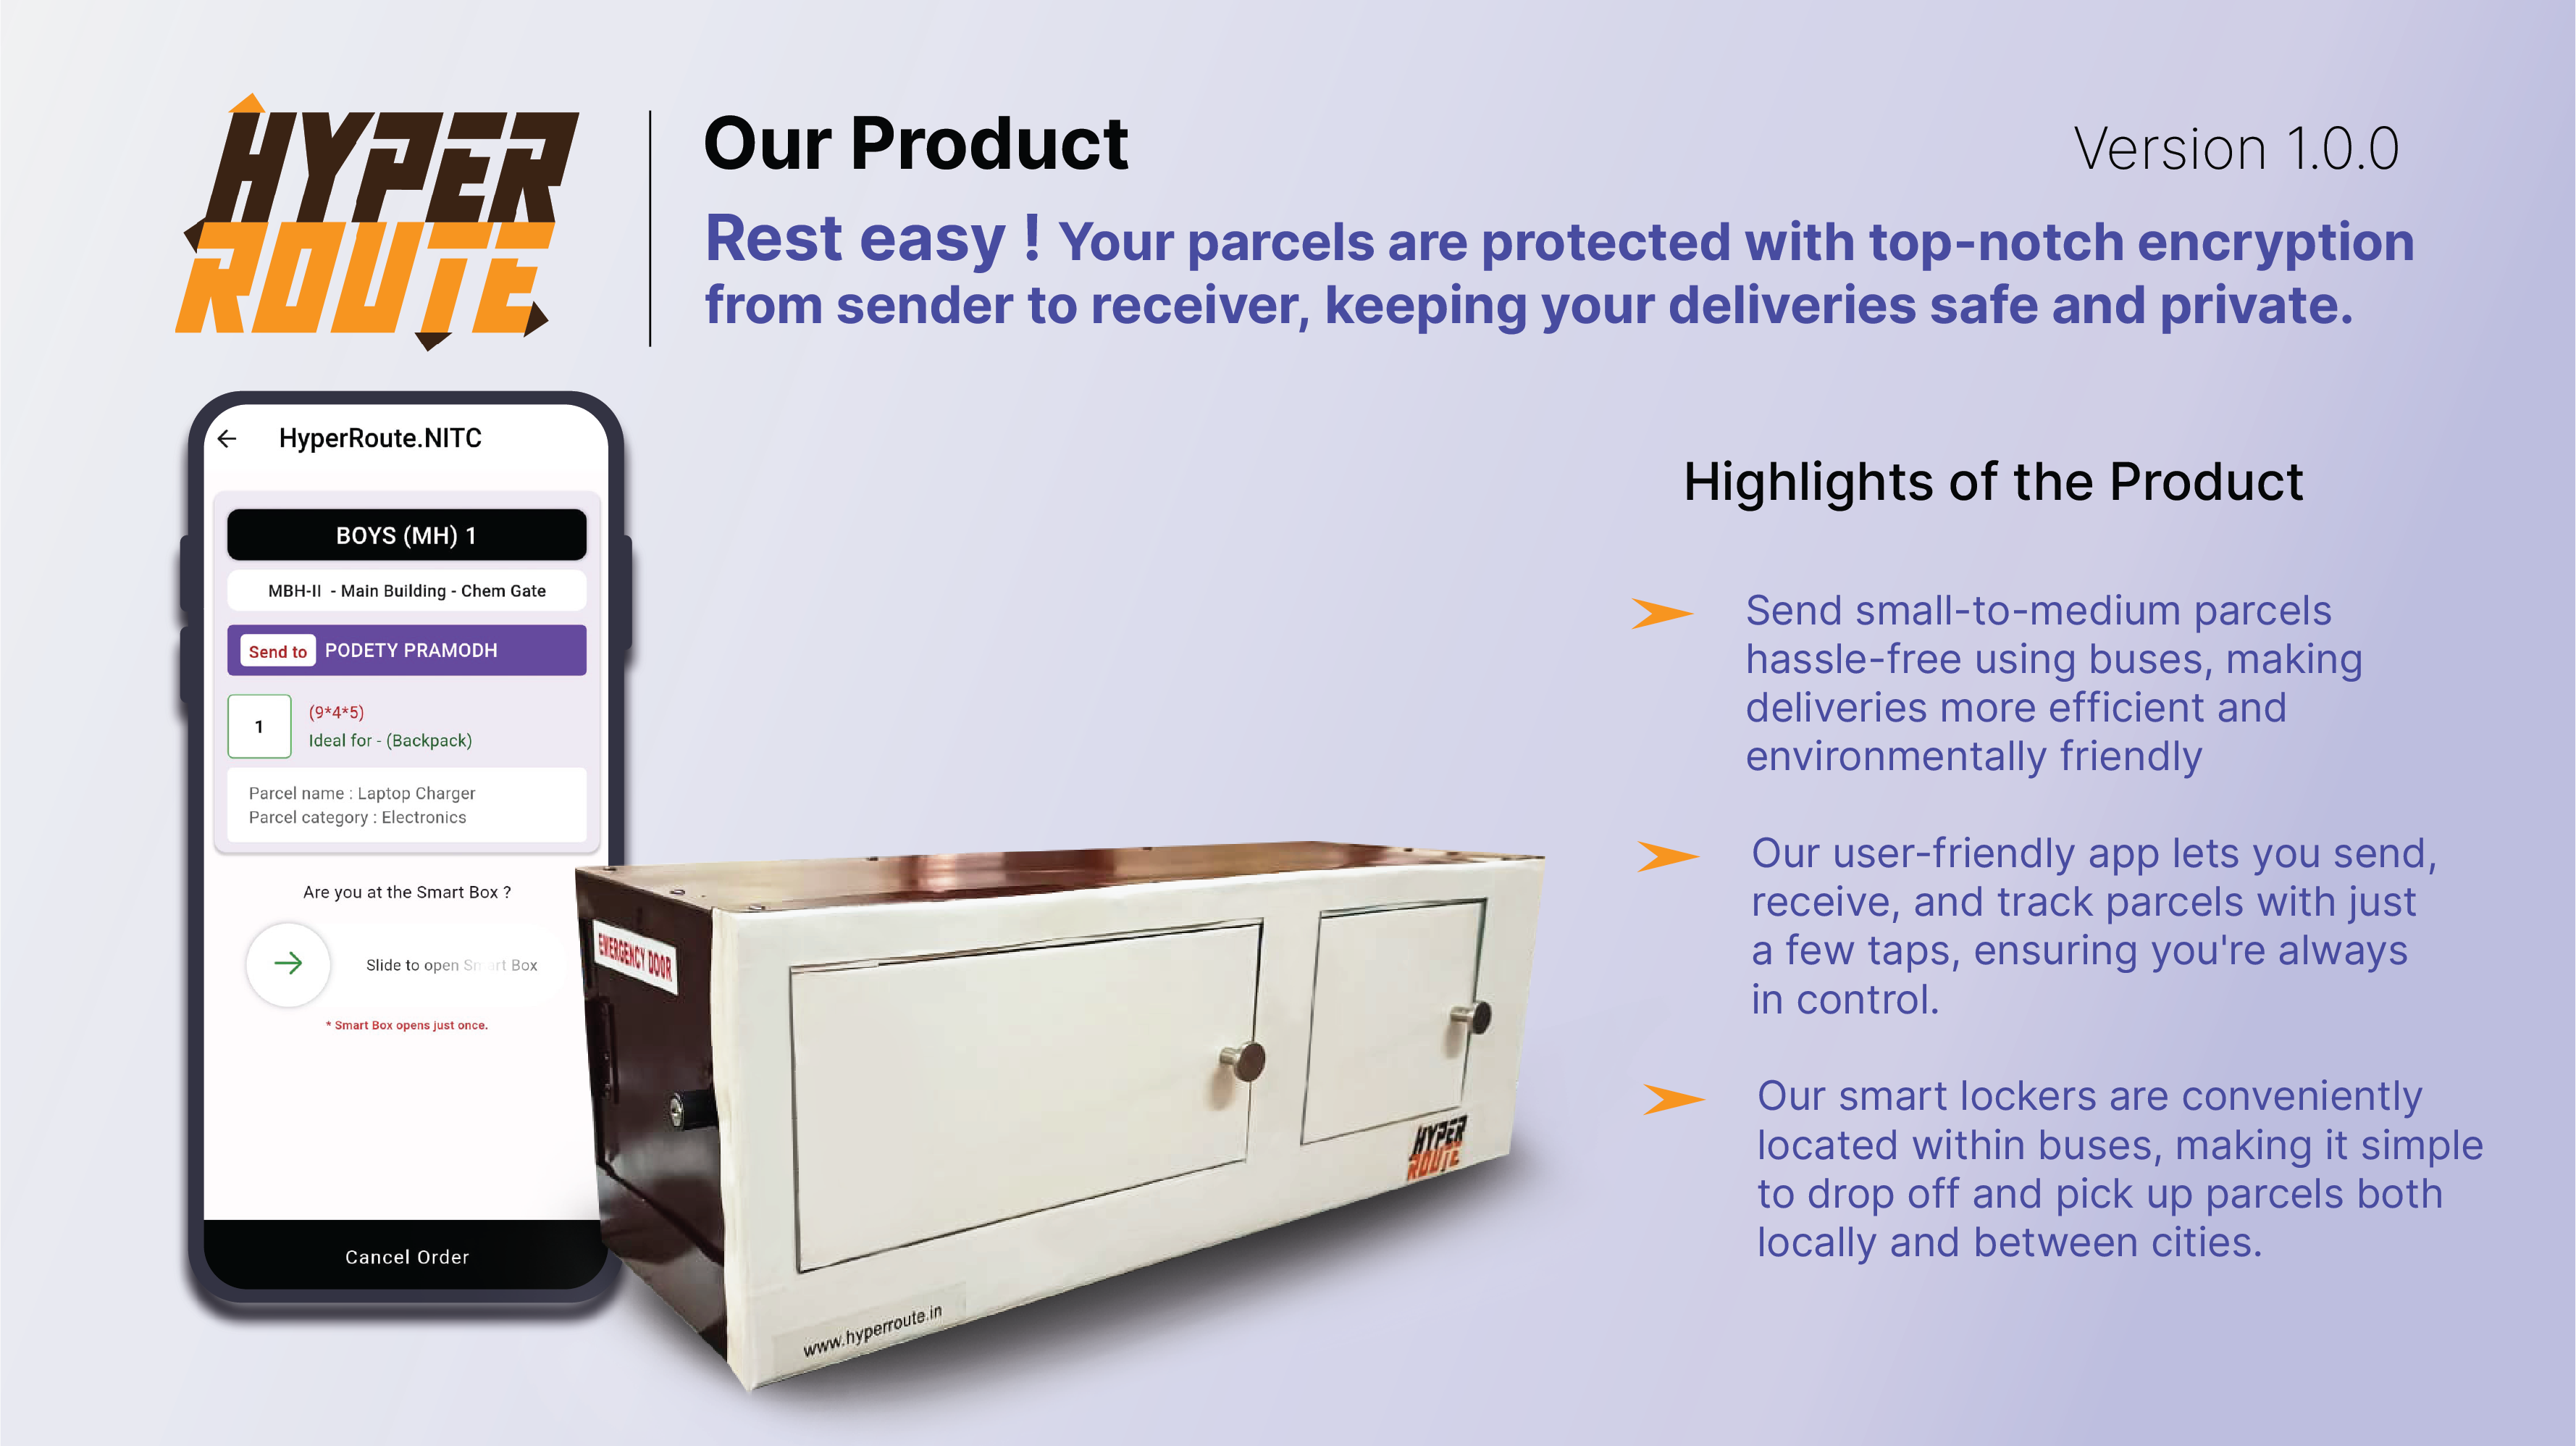 HYPER
ROUTE
Our Product
Version 1.0.0
Rest easy ! Your parcels are protected with top-notch encryption
from sender to receiver, keeping your deliveries safe and private.
HyperRoute.NITC
BOYS (MH) 1
MBH-II - Main Building - Chem Gate
Send to PODETY PRAMODH
1
(9*4*5)
Ideal for - (Backpack)
Parcel name : Laptop Charger
Parcel category : Electronics
Are you at the Smart Box ?
Slide to open Smart Box
* Smart Box opens just once.
Cancel Order
EMERGENCY DOOR
HYPER
ROUTE
www.hyperroute.in
Highlights of the Product
Send small-to-medium parcels
hassle-free using buses, making
deliveries more efficient and
environmentally friendly
Our user-friendly app lets you send,
receive, and track parcels with just
a few taps, ensuring you're always
in control.
Our smart lockers are conveniently
located within buses, making it simple
to drop off and pick up parcels both
locally and between cities.